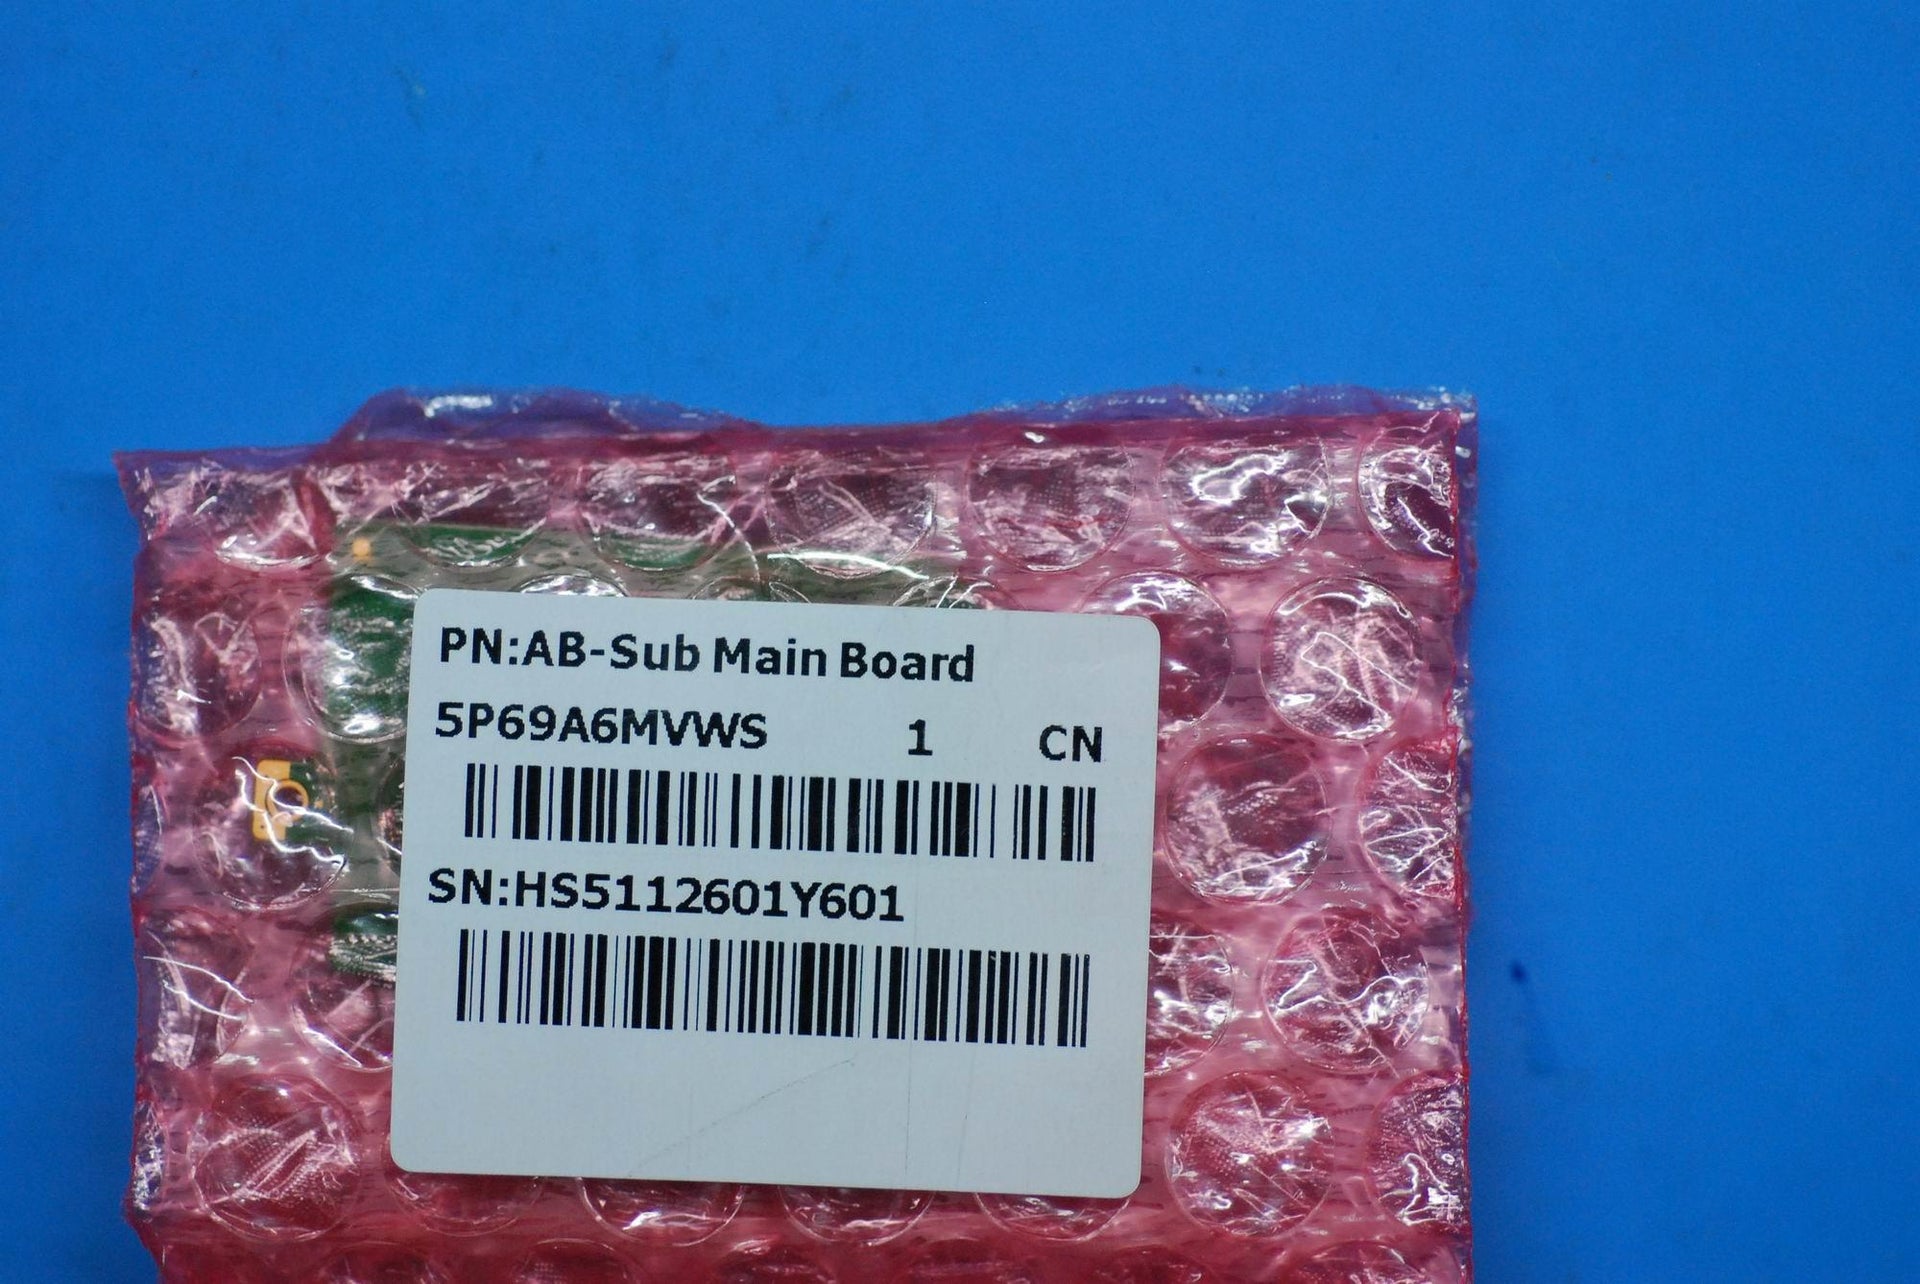 PN:AB-Sub Main Board
5P69A6MVWS 1 CN
SN:HS5112601Y601